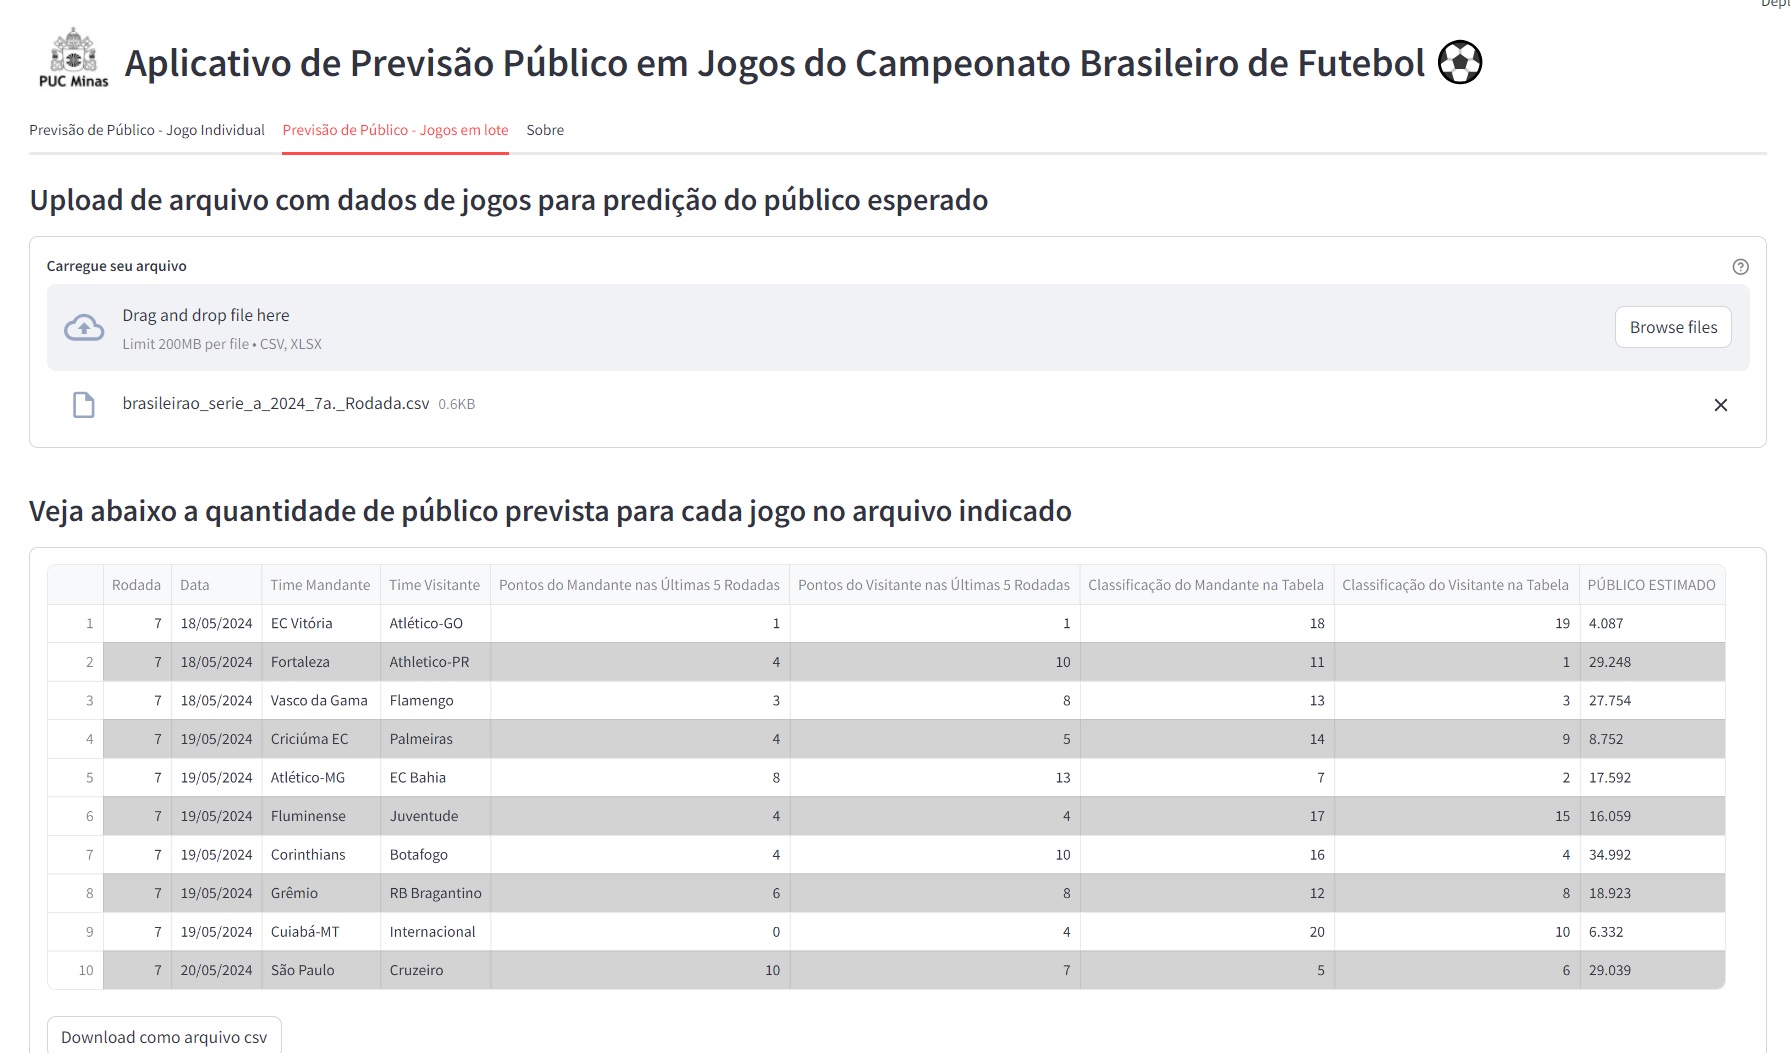 PUC Minas
Aplicativo de Previsão Público em Jogos do Campeonato Brasileiro de Futebol
Previsão de Público - Jogo Individual Previsão de Público - Jogos em lote Sobre
Upload de arquivo com dados de jogos para predição do público esperado
Carregue seu arquivo
Drag and drop file here
Limit 200MB per file • CSV, XLSX
Browse files
brasileirao_serie_a_2024_7a._Rodada.csv 0.6KB
Veja abaixo a quantidade de público prevista para cada jogo no arquivo indicado
Rodada Data Time Mandante Time Visitante Pontos do Mandante nas Últimas 5 Rodadas Pontos do Visitante nas Últimas 5 Rodadas Classificação do Mandante na Tabela Classificação do Visitante na Tabela PÚBLICO ESTIMADO
1 7 18/05/2024 EC Vitória Atlético-GO 1 1 18 19 4.087
2 7 18/05/2024 Fortaleza Athletico-PR 4 10 11 1 29.248
3 7 18/05/2024 Vasco da Gama Flamengo 3 8 13 3 27.754
4 7 19/05/2024 Criciúma EC Palmeiras 4 5 14 9 8.752
5 7 19/05/2024 Atlético-MG EC Bahia 8 13 7 2 17.592
6 7 19/05/2024 Fluminense Juventude 4 4 17 15 16.059
7 7 19/05/2024 Corinthians Botafogo 4 10 16 4 34.992
8 7 19/05/2024 Grêmio RB Bragantino 6 8 12 8 18.923
9 7 19/05/2024 Cuiabá-MT Internacional 0 4 20 10 6.332
10 7 20/05/2024 São Paulo Cruzeiro 10 7 5 6 29.039
Download como arquivo csv